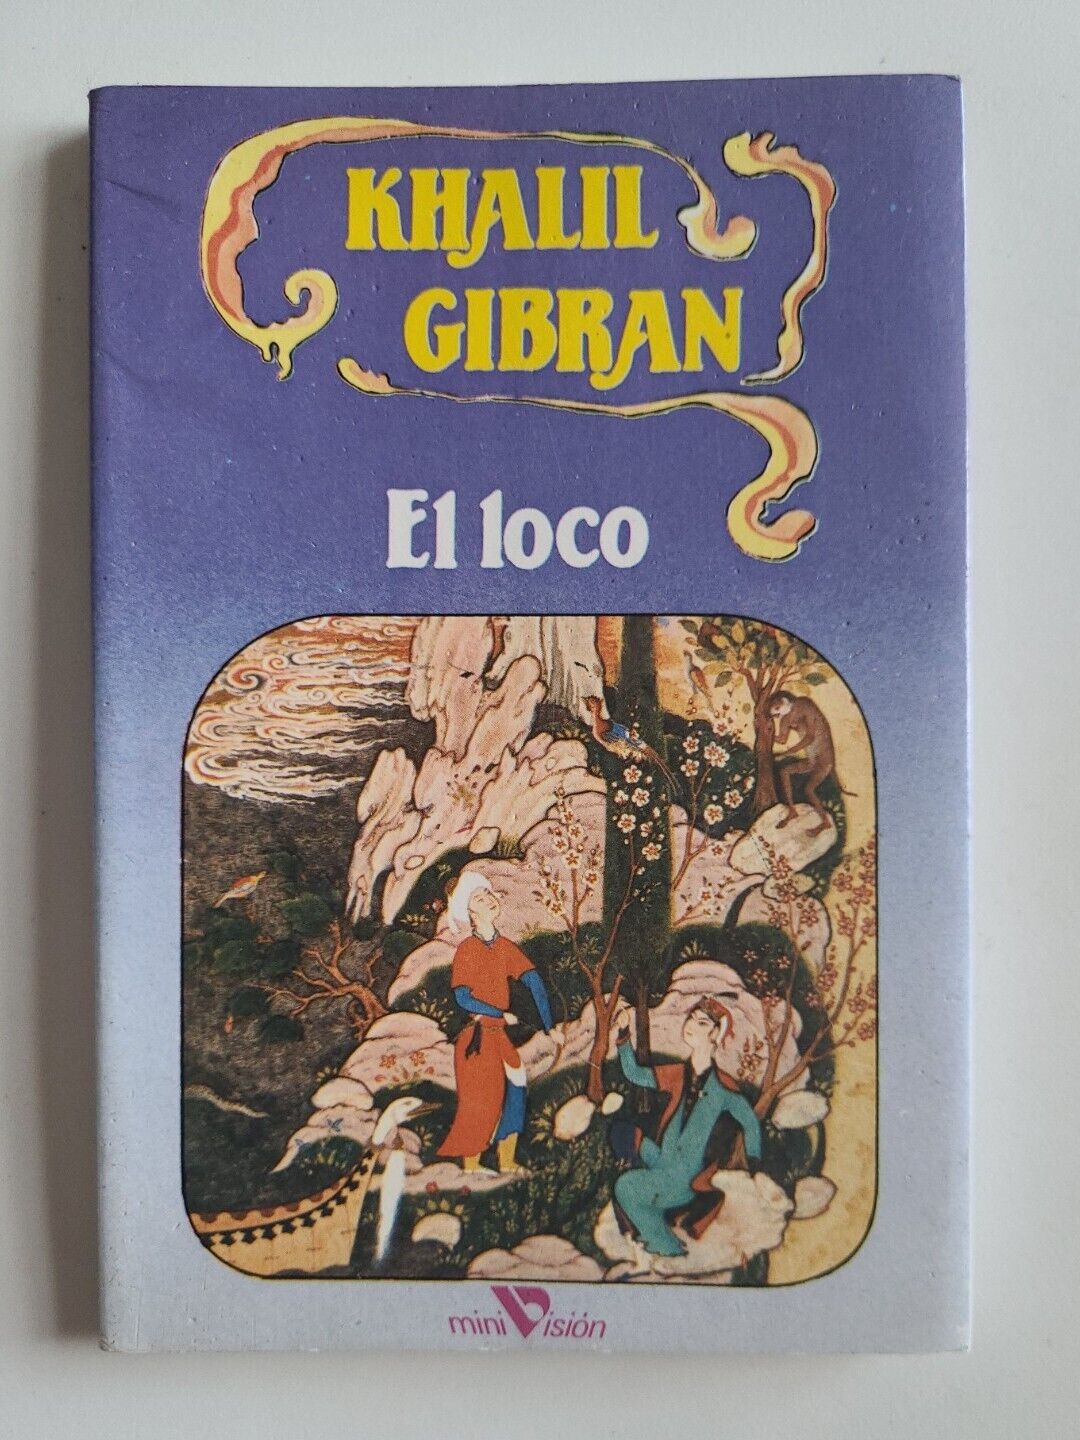 KHALIL
GIBRAN
El loco
mini Visión